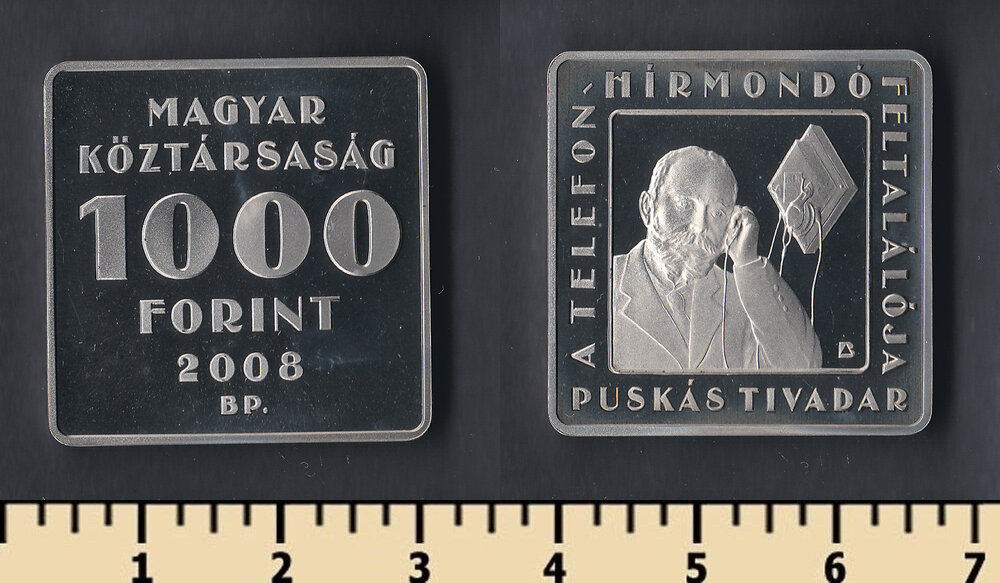 MAGYAR
KÖZTÁRSASÁG
1000
FORINT
2008
BP.
A TELEFON-
HÍRMONDÓ
FELTALÁLÓJA
PUSKÁS TIVADAR
1 2 3 4 5 6 7